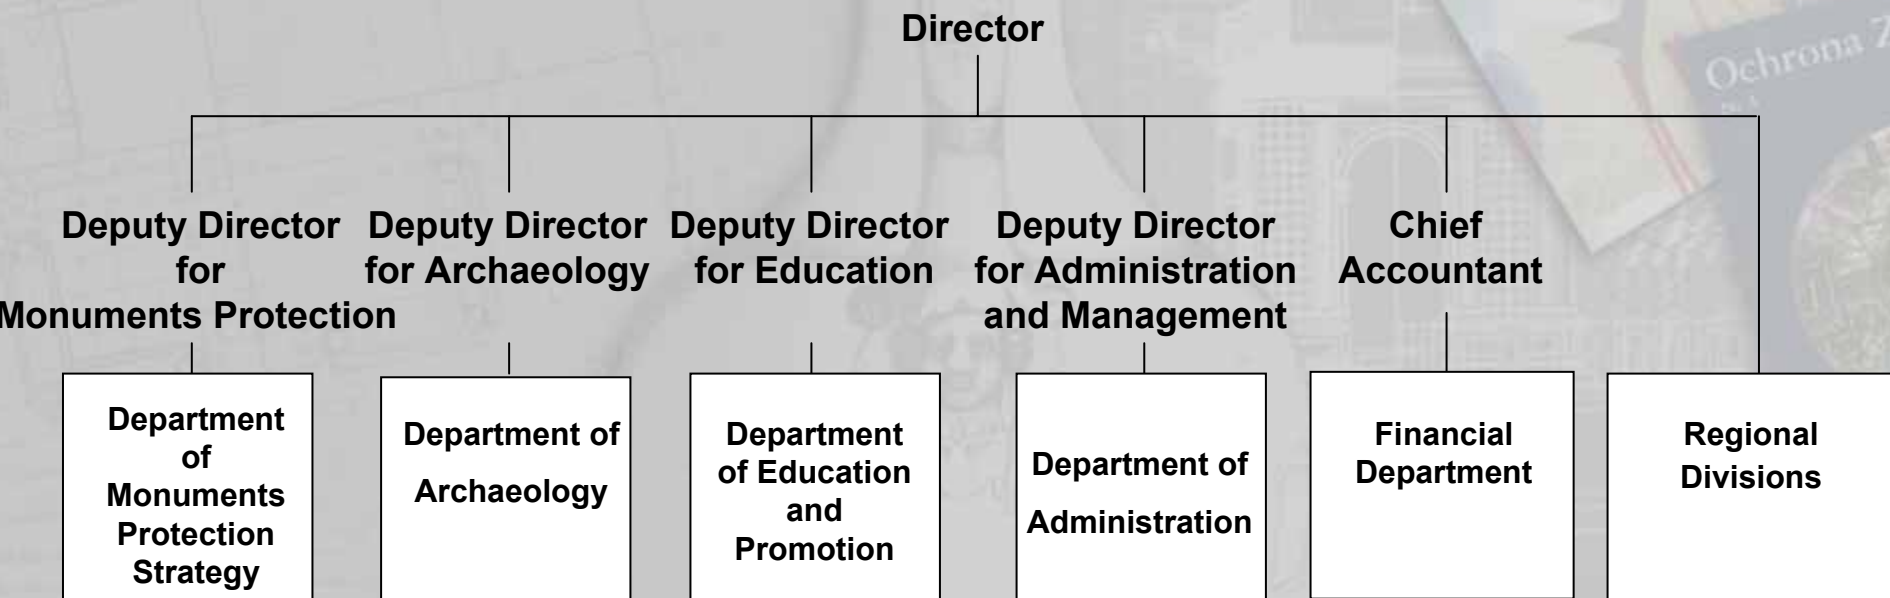 Director
Ochrona
Deputy Director
for
Monuments Protection
Deputy Director
for Archaeology
Deputy Director
for Education
Deputy Director
for Administration
and Management
Chief
Accountant
Department
of
Monuments
Protection
Strategy
Department of
Archaeology
Department
of Education
and
Promotion
Department of
Administration
Financial
Department
Regional
Divisions